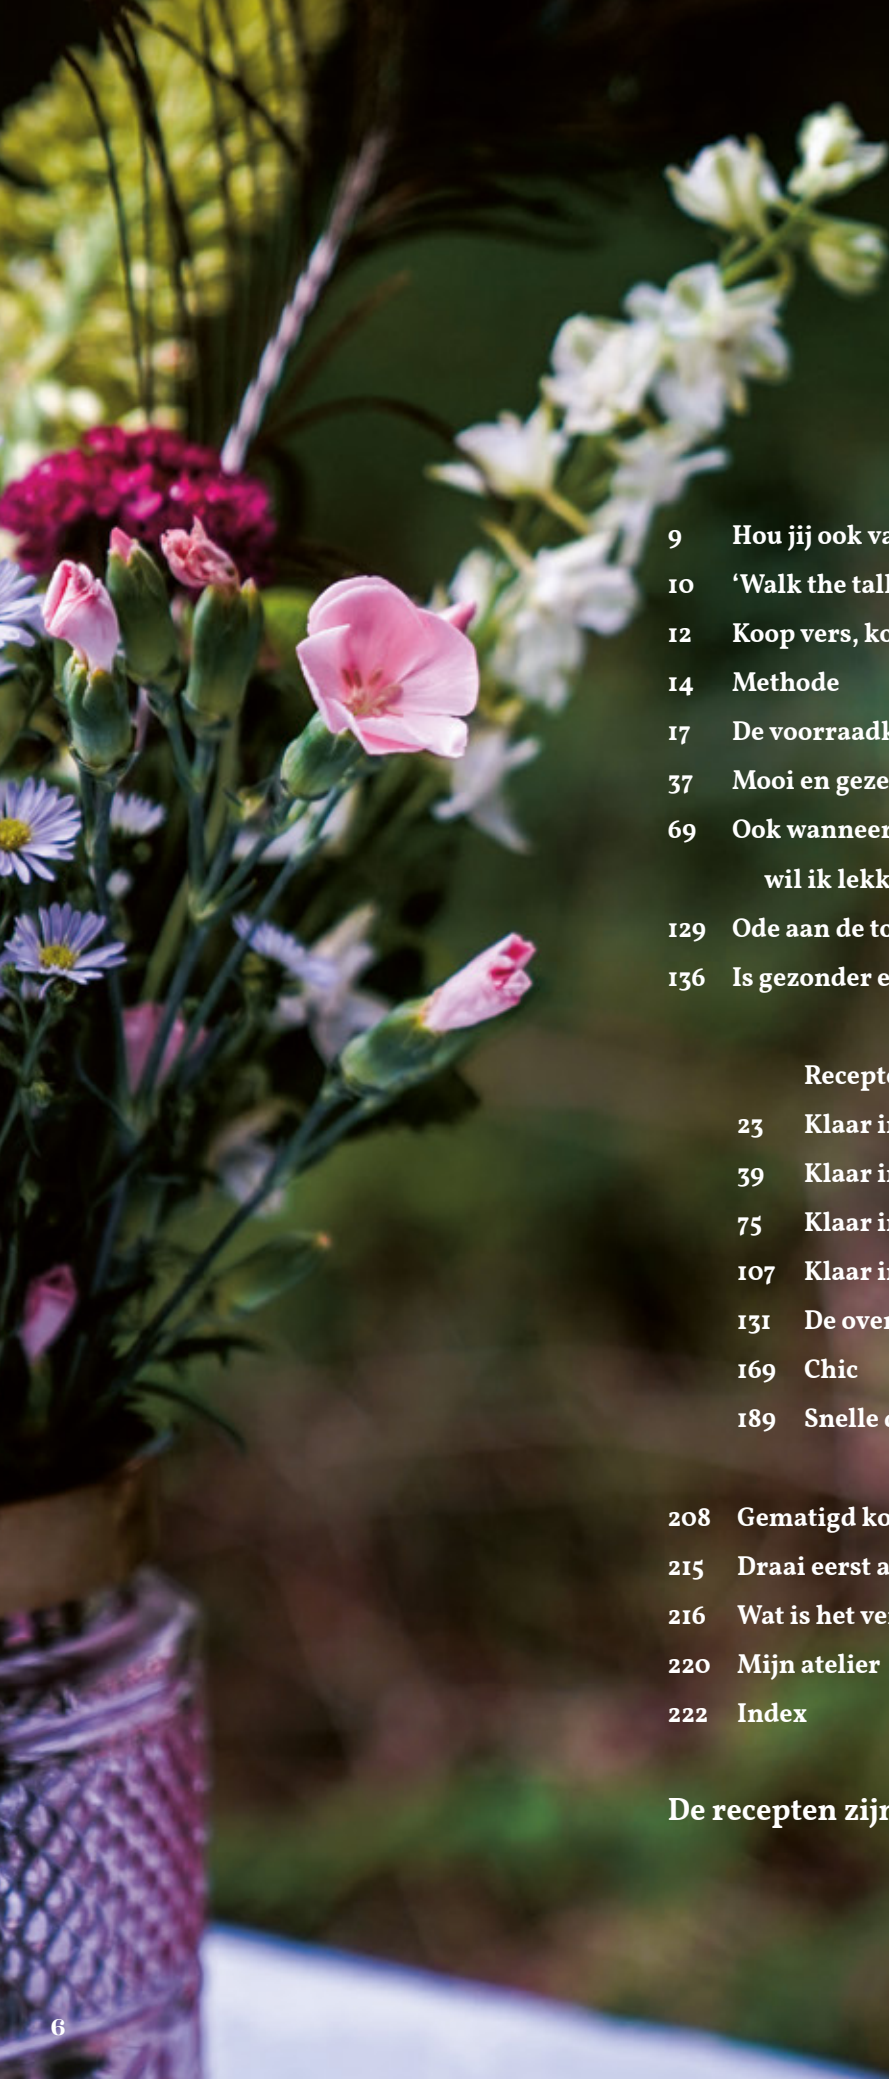 9 Hou jij ook va
10 ‘Walk the tal
12 Koop vers, ko
14 Methode
17 De voorraadk
37 Mooi en geze
69 Ook wanneer
wil ik lekk
129 Ode aan de to
136 Is gezonder e
Recepte
23 Klaar i
39 Klaar i
75 Klaar i
107 Klaar i
131 De over
169 Chic
189 Snelle
208 Gematigd ko
215 Draai eerst a
216 Wat is het ve
220 Mijn atelier
222 Index
De recepten zijn
6